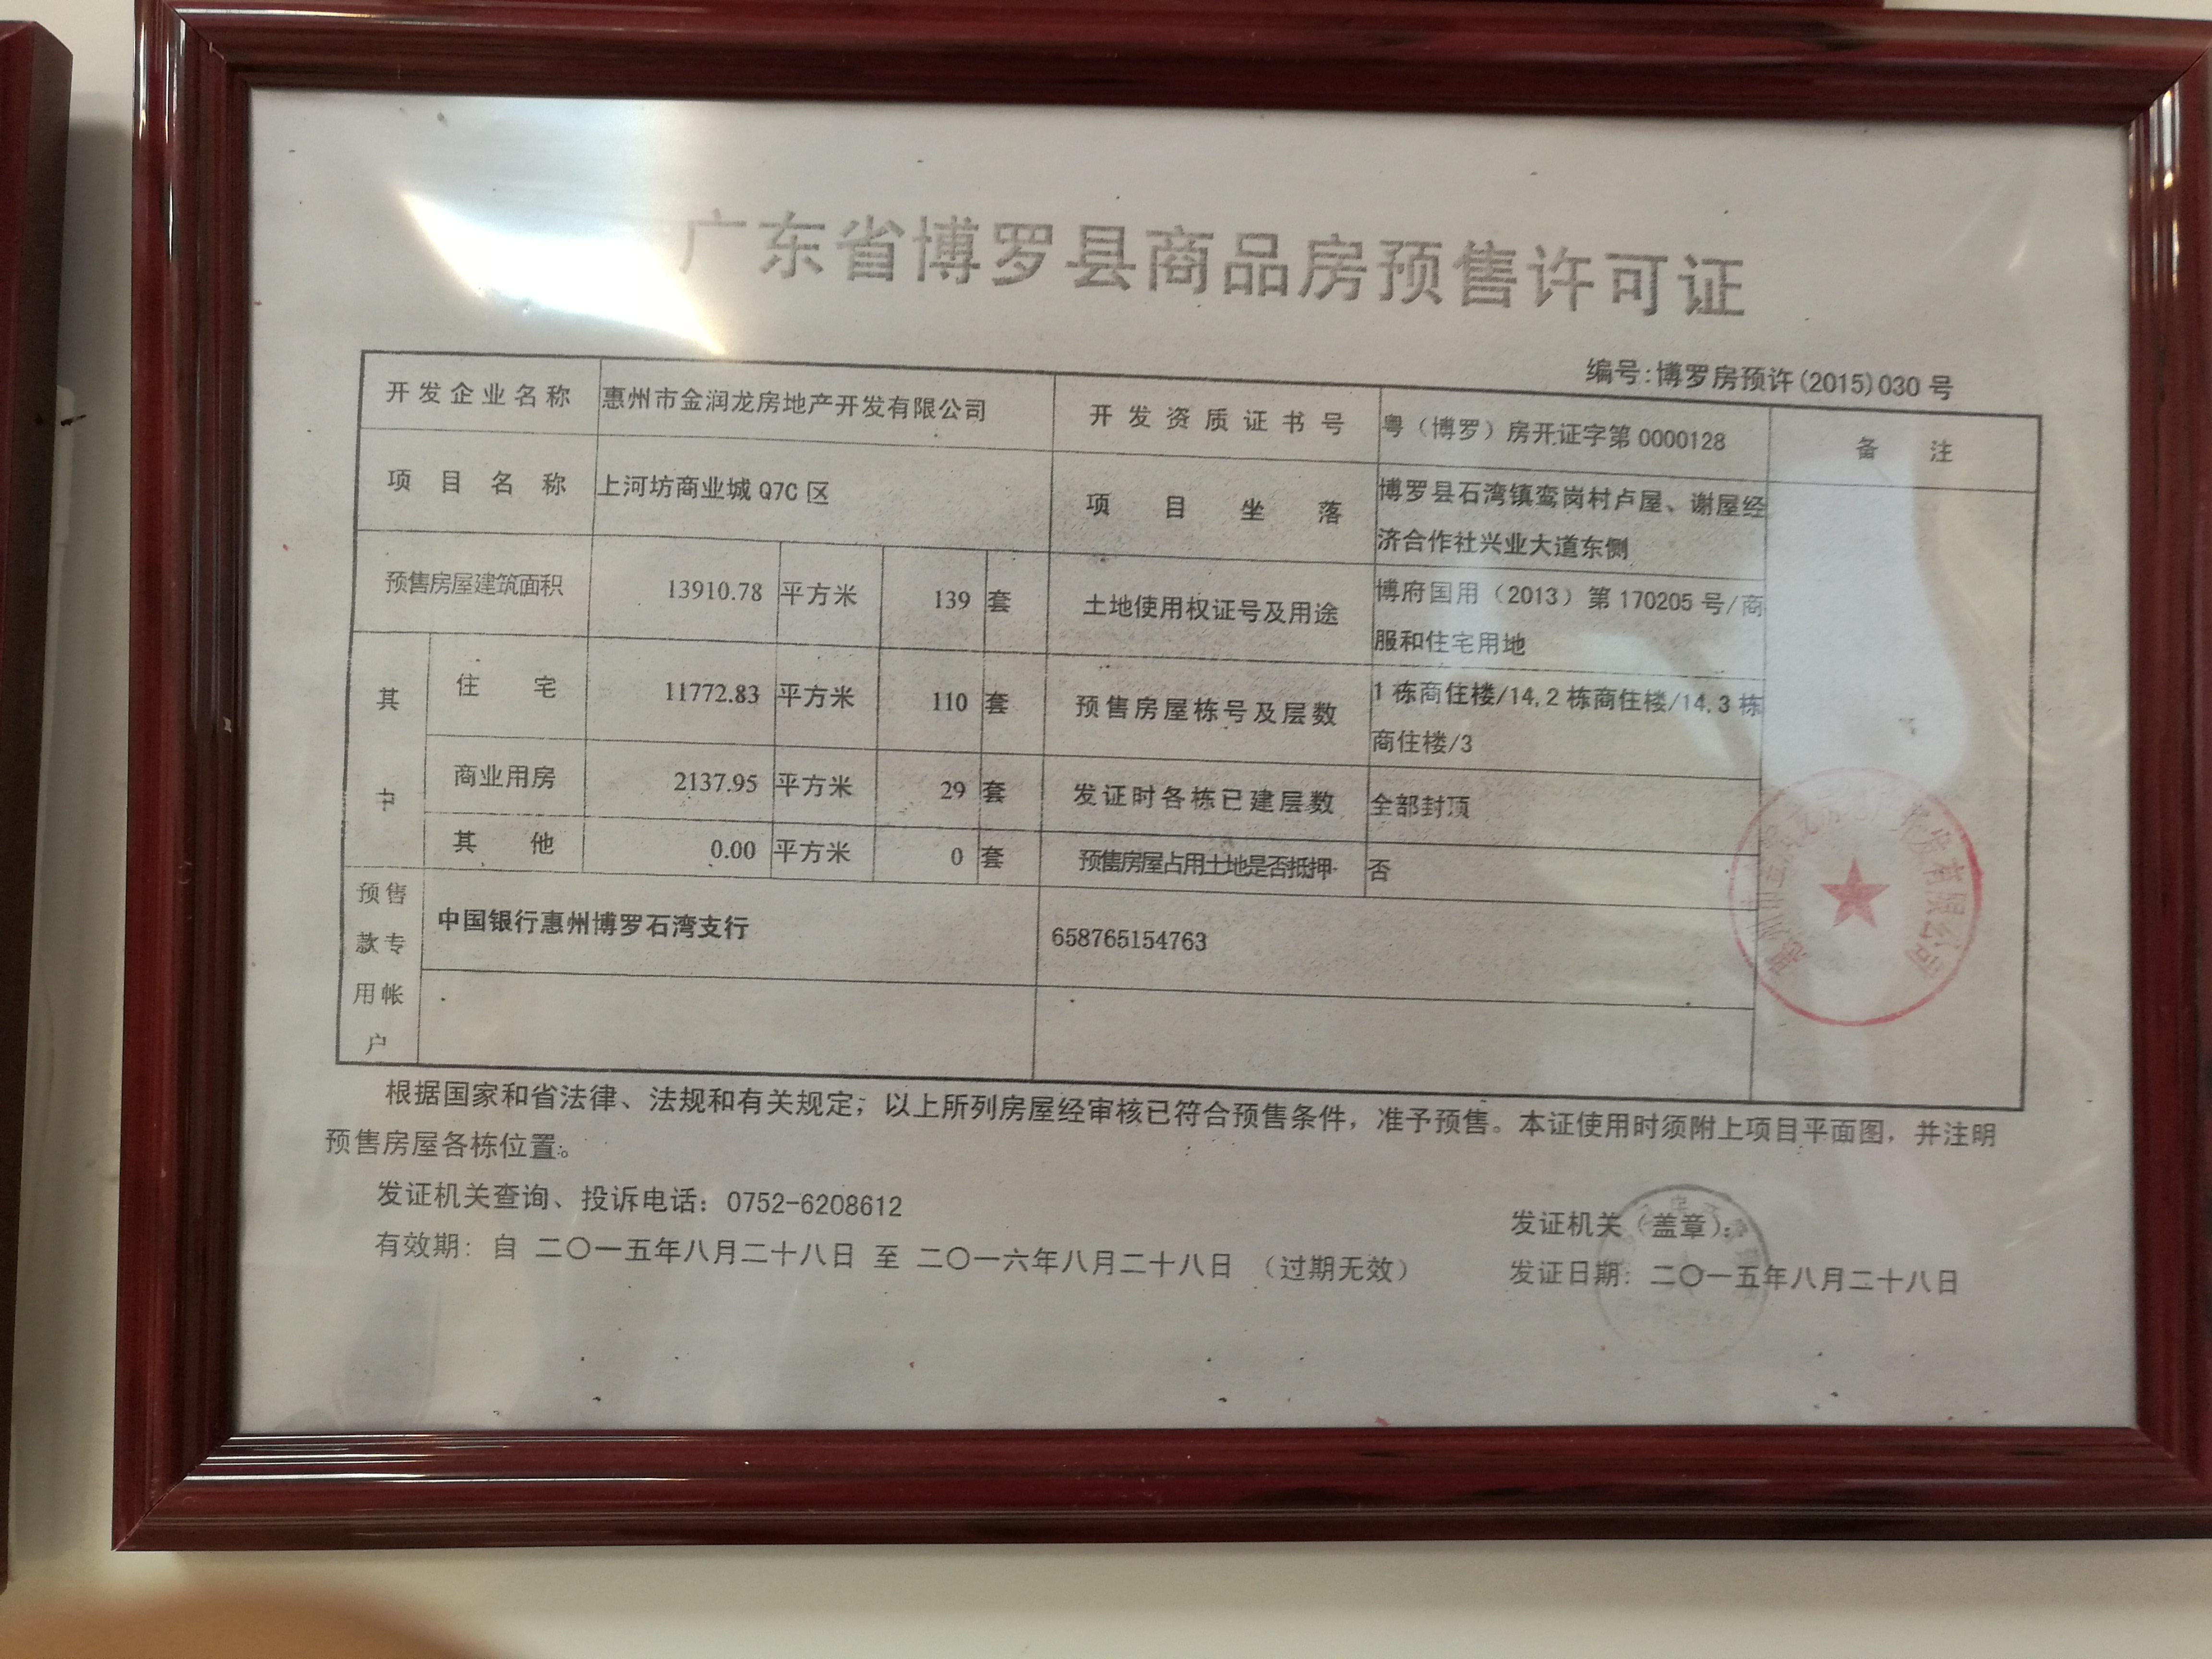 广东省博罗县商品房预售许可证
编号:博罗房预许(2015)030号
开发企业名称 惠州市金润龙房地产开发有限公司 开发资质证书号 粤（博罗）房开证字第0000128 备注
项目名称 上河坊商业城Q7C区 项目坐落 博罗县石湾镇鸾岗村卢屋、谢屋经
济合作社兴业大道东侧
预售房屋建筑面积 13910.78 平方米 139 套 土地使用权证号及用途 博府国用（2013）第170205号/商
服和住宅用地
其中 住宅 11772.83 平方米 110 套 预售房屋栋号及层数 1栋商住楼/14,2栋商住楼/14,3栋
商住楼/3
商业用房 2137.95 平方米 29 套 发证时各栋已建层数 全部封顶
其他 0.00 平方米 0 套 预售房屋占用土地是否抵押 否
预售
款专
用帐
户
中国银行惠州博罗石湾支行 658765154763
有限公司
根据国家和省法律、法规和有关规定，以上所列房屋经审核已符合预售条件，准予预售。本证使用时须附上项目平面图，并注明
预售房屋各栋位置。
发证机关查询、投诉电话：0752-6208612
发证机关（盖章）：
有效期：自 二〇一五年八月二十八日 至 二〇一六年八月二十八日 （过期无效）
发证日期：二〇一五年八月二十八日